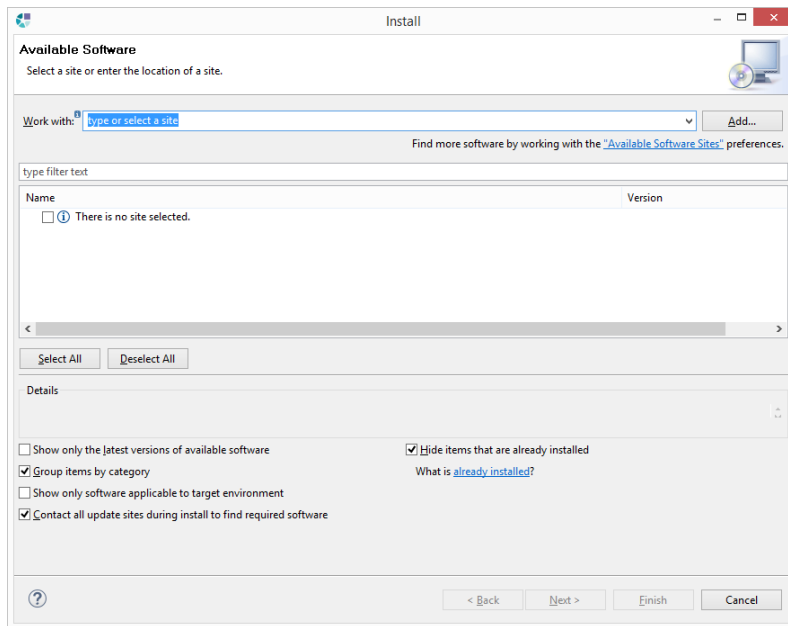 Install
Available Software
Select a site or enter the location of a site.
Work with: type or select a site Add...
Find more software by working with the "Available Software Sites" preferences.
type filter text
Name Version
There is no site selected.
Select All Deselect All
Details
Show only the latest versions of available software Hide items that are already installed
Group items by category What is already installed?
Show only software applicable to target environment
Contact all update sites during install to find required software
< Back Next > Finish Cancel